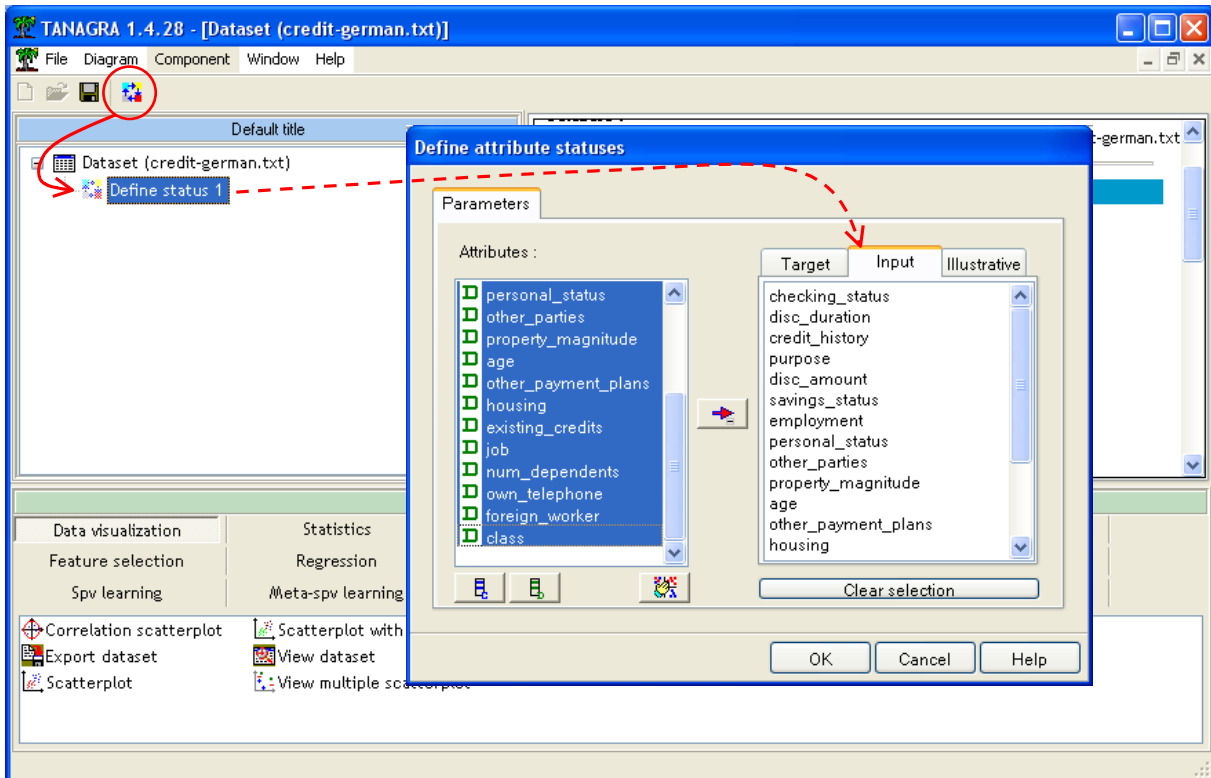 TANAGRA 1.4.28 - [Dataset (credit-german.txt)]
File Diagram Component Window Help
Default title
Dataset (credit-german.txt)
Define status 1
-german.txt
Define attribute statuses
Parameters
Attributes :
personal_status
other_parties
property_magnitude
age
other_payment_plans
housing
existing_credits
job
num_dependents
own_telephone
foreign_worker
class
Target Input Illustrative
checking_status
disc_duration
credit_history
purpose
disc_amount
savings_status
employment
personal_status
other_parties
property_magnitude
age
other_payment_plans
housing
Clear selection
OK Cancel Help
Data visualization Statistics
Feature selection Regression
Spv learning Meta-spv learning
Correlation scatterplot Scatterplot with
Export dataset View dataset
Scatterplot View multiple scatterplot